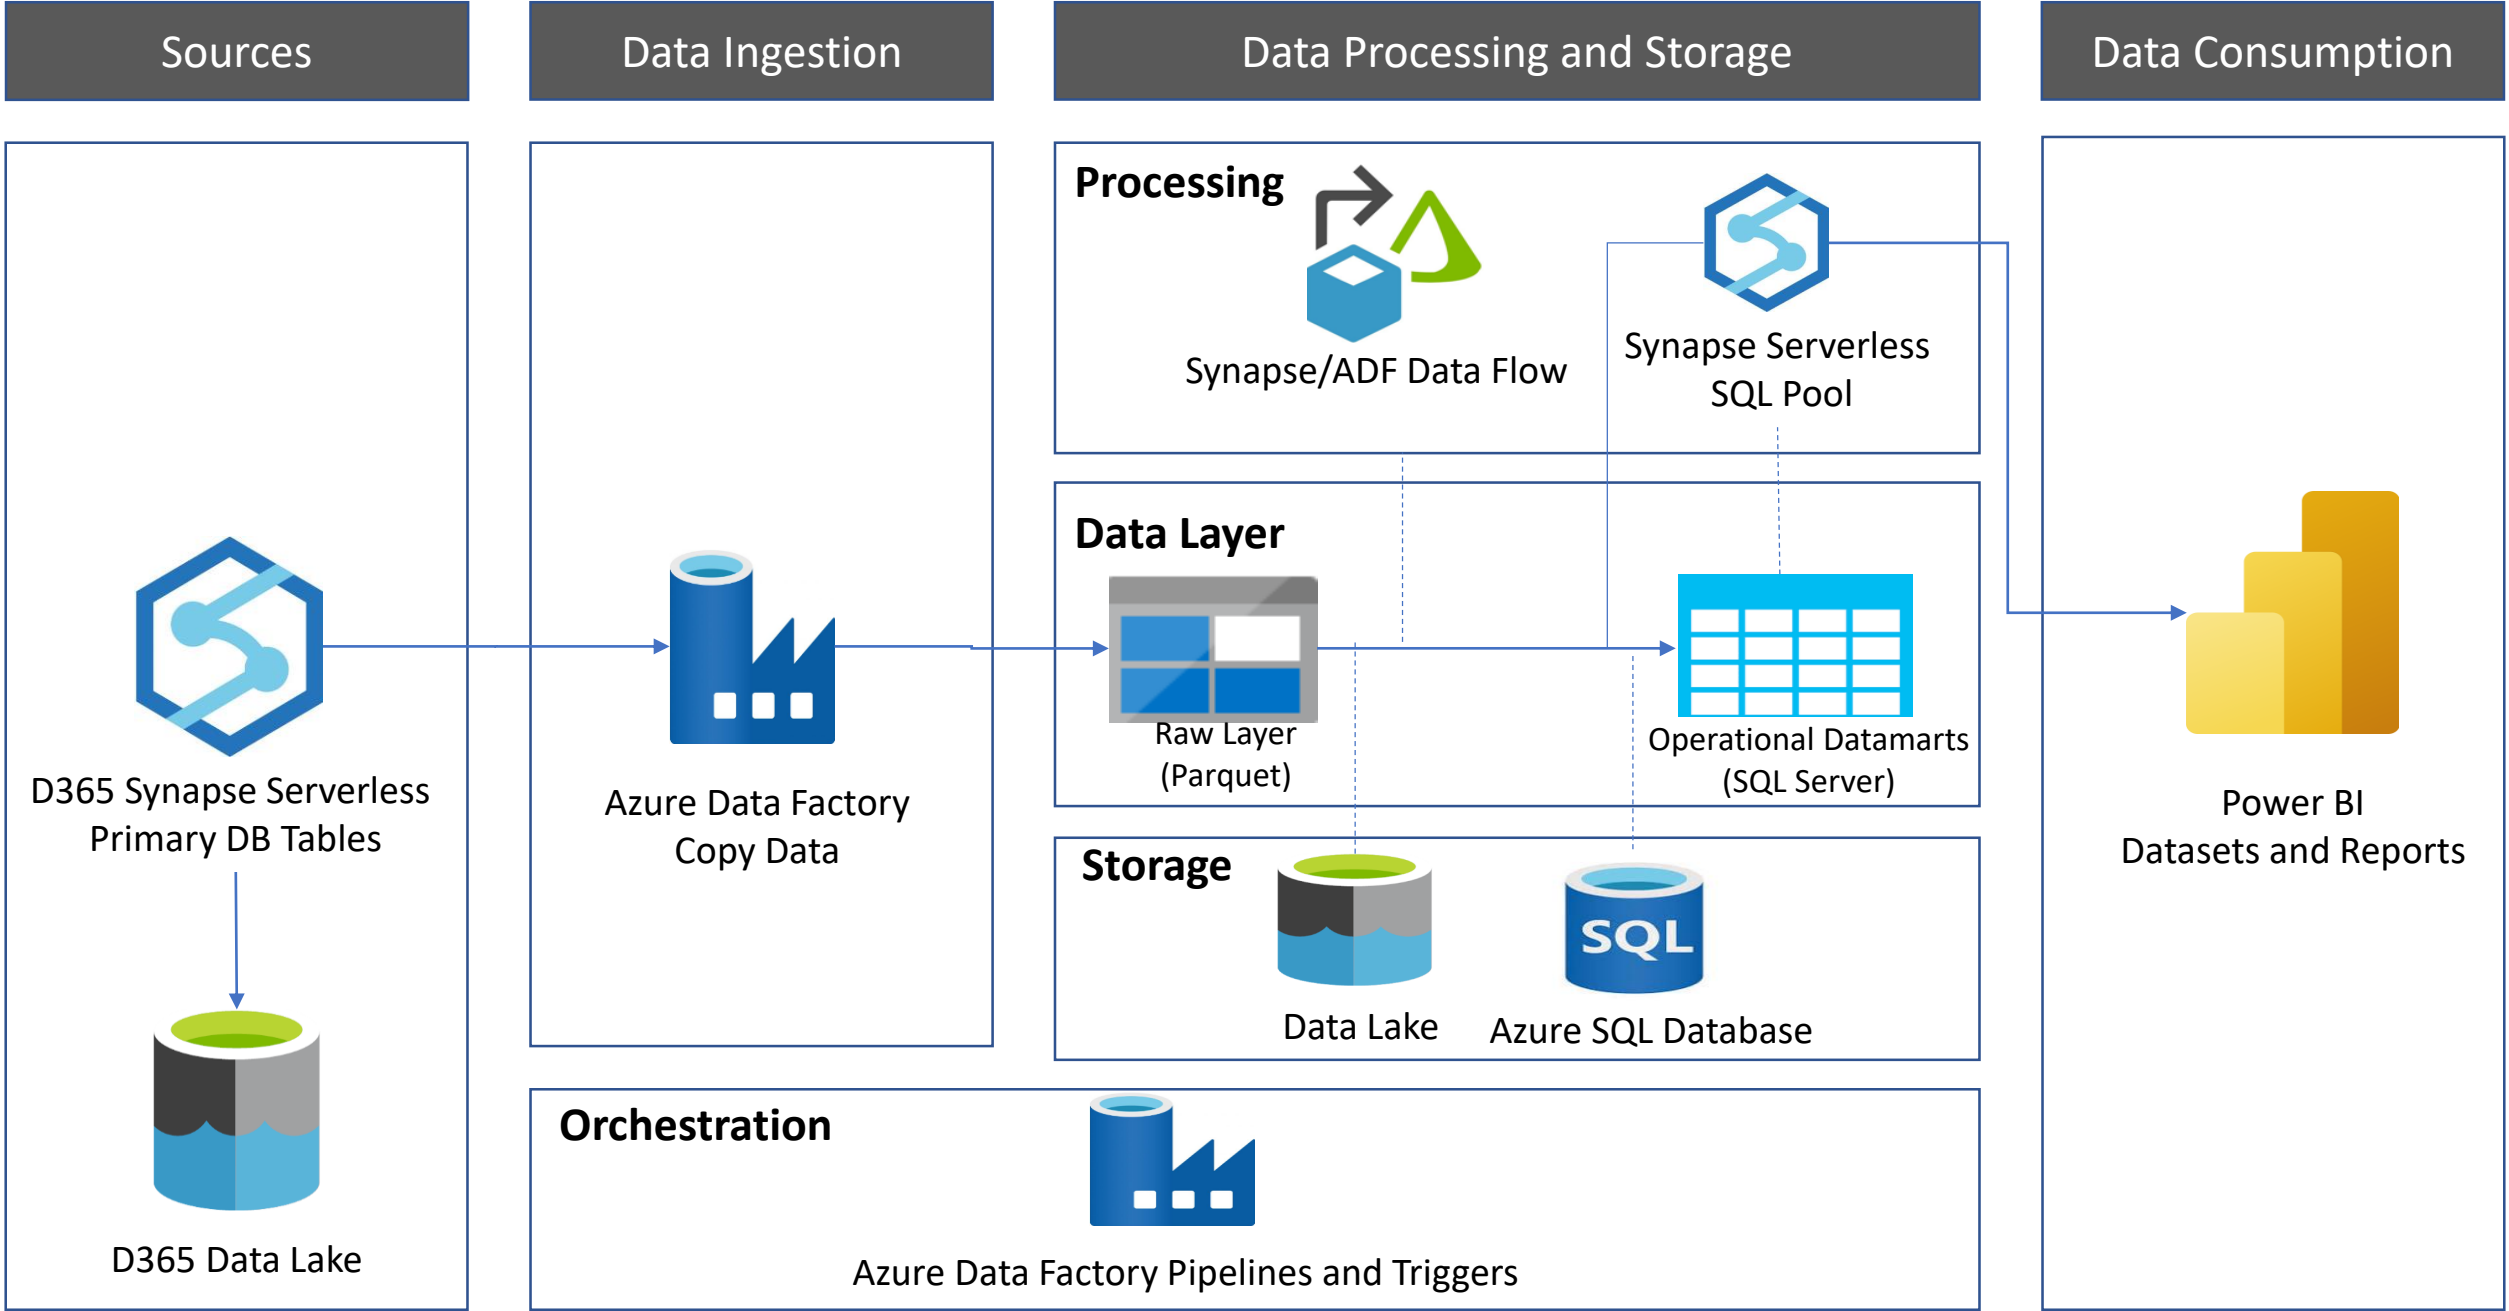 Sources
Data Ingestion
Data Processing and Storage
Data Consumption
D365 Synapse Serverless
Primary DB Tables
D365 Data Lake
Azure Data Factory
Copy Data
Processing
Synapse/ADF Data Flow
Synapse Serverless
SQL Pool
Data Layer
Raw Layer
(Parquet)
Operational Datamarts
(SQL Server)
Storage
SQL
Data Lake
Azure SQL Database
Orchestration
Azure Data Factory Pipelines and Triggers
Power BI
Datasets and Reports